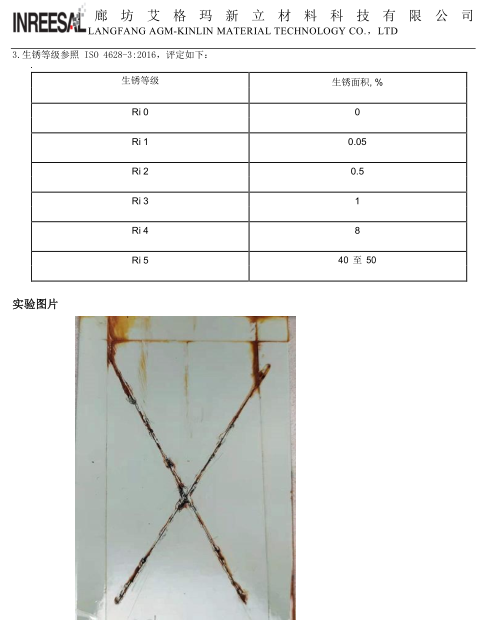 INREESAL
廊坊艾格玛新立材料科技有限公司
LANGFANG AGM-KINLIN MATERIAL TECHNOLOGY CO.，LTD
3.生锈等级参照 ISO 4628-3:2016，评定如下：
生锈等级 生锈面积, %
Ri 0 0
Ri 1 0.05
Ri 2 0.5
Ri 3 1
Ri 4 8
Ri 5 40 至 50
实验图片